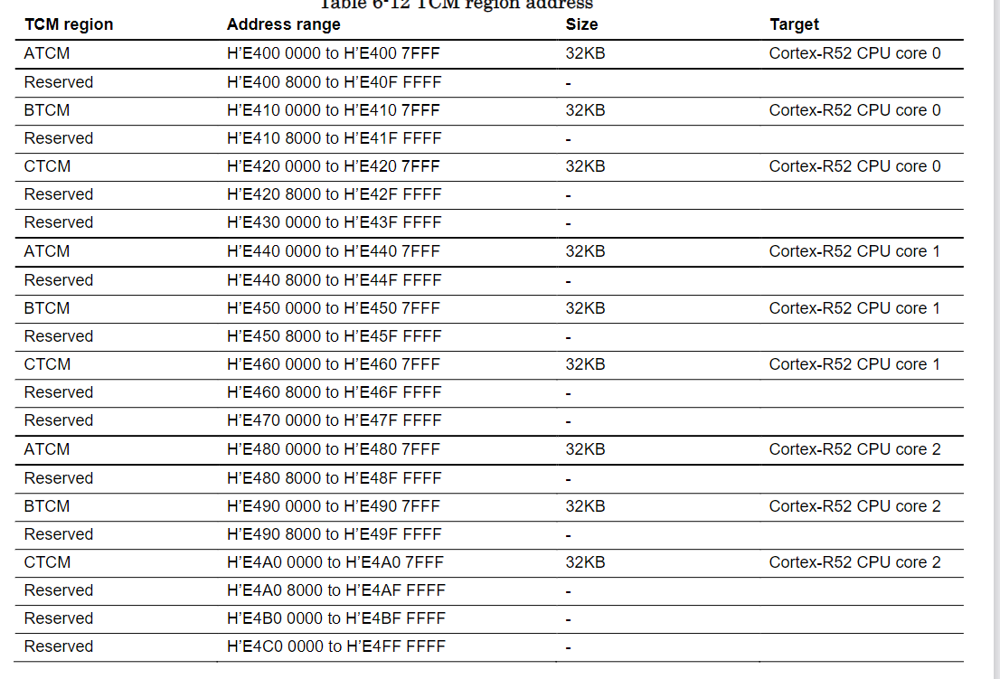 Table 6-12 TCM region address
TCM region Address range Size Target
ATCM H'E400 0000 to H'E400 7FFF 32KB Cortex-R52 CPU core 0
Reserved H'E400 8000 to H'E40F FFFF -
BTCM H'E410 0000 to H'E410 7FFF 32KB Cortex-R52 CPU core 0
Reserved H'E410 8000 to H'E41F FFFF -
CTCM H'E420 0000 to H'E420 7FFF 32KB Cortex-R52 CPU core 0
Reserved H'E420 8000 to H'E42F FFFF -
Reserved H'E430 0000 to H'E43F FFFF -
ATCM H'E440 0000 to H'E440 7FFF 32KB Cortex-R52 CPU core 1
Reserved H'E440 8000 to H'E44F FFFF -
BTCM H'E450 0000 to H'E450 7FFF 32KB Cortex-R52 CPU core 1
Reserved H'E450 8000 to H'E45F FFFF -
CTCM H'E460 0000 to H'E460 7FFF 32KB Cortex-R52 CPU core 1
Reserved H'E460 8000 to H'E46F FFFF -
Reserved H'E470 0000 to H'E47F FFFF -
ATCM H'E480 0000 to H'E480 7FFF 32KB Cortex-R52 CPU core 2
Reserved H'E480 8000 to H'E48F FFFF -
BTCM H'E490 0000 to H'E490 7FFF 32KB Cortex-R52 CPU core 2
Reserved H'E490 8000 to H'E49F FFFF -
CTCM H'E4A0 0000 to H'E4A0 7FFF 32KB Cortex-R52 CPU core 2
Reserved H'E4A0 8000 to H'E4AF FFFF -
Reserved H'E4B0 0000 to H'E4BF FFFF -
Reserved H'E4C0 0000 to H'E4FF FFFF -